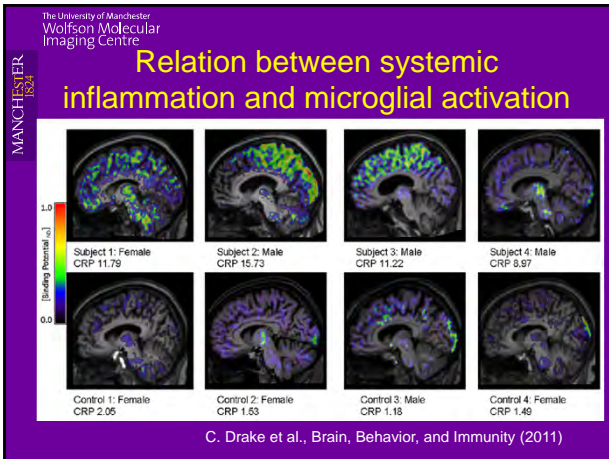 The University of Manchester
Wolfson Molecular
Imaging Centre
MANCHESTER
1824
Relation between systemic
inflammation and microglial activation
1.0
[Binding Potential ND]
0.0
Subject 1: Female
CRP 11.79
Subject 2: Male
CRP 15.73
Subject 3: Male
CRP 11.22
Subject 4: Male
CRP 8.97
Control 1: Female
CRP 2.05
Control 2: Female
CRP 1.53
Control 3: Male
CRP 1.18
Control 4: Female
CRP 1.49
C. Drake et al., Brain, Behavior, and Immunity (2011)